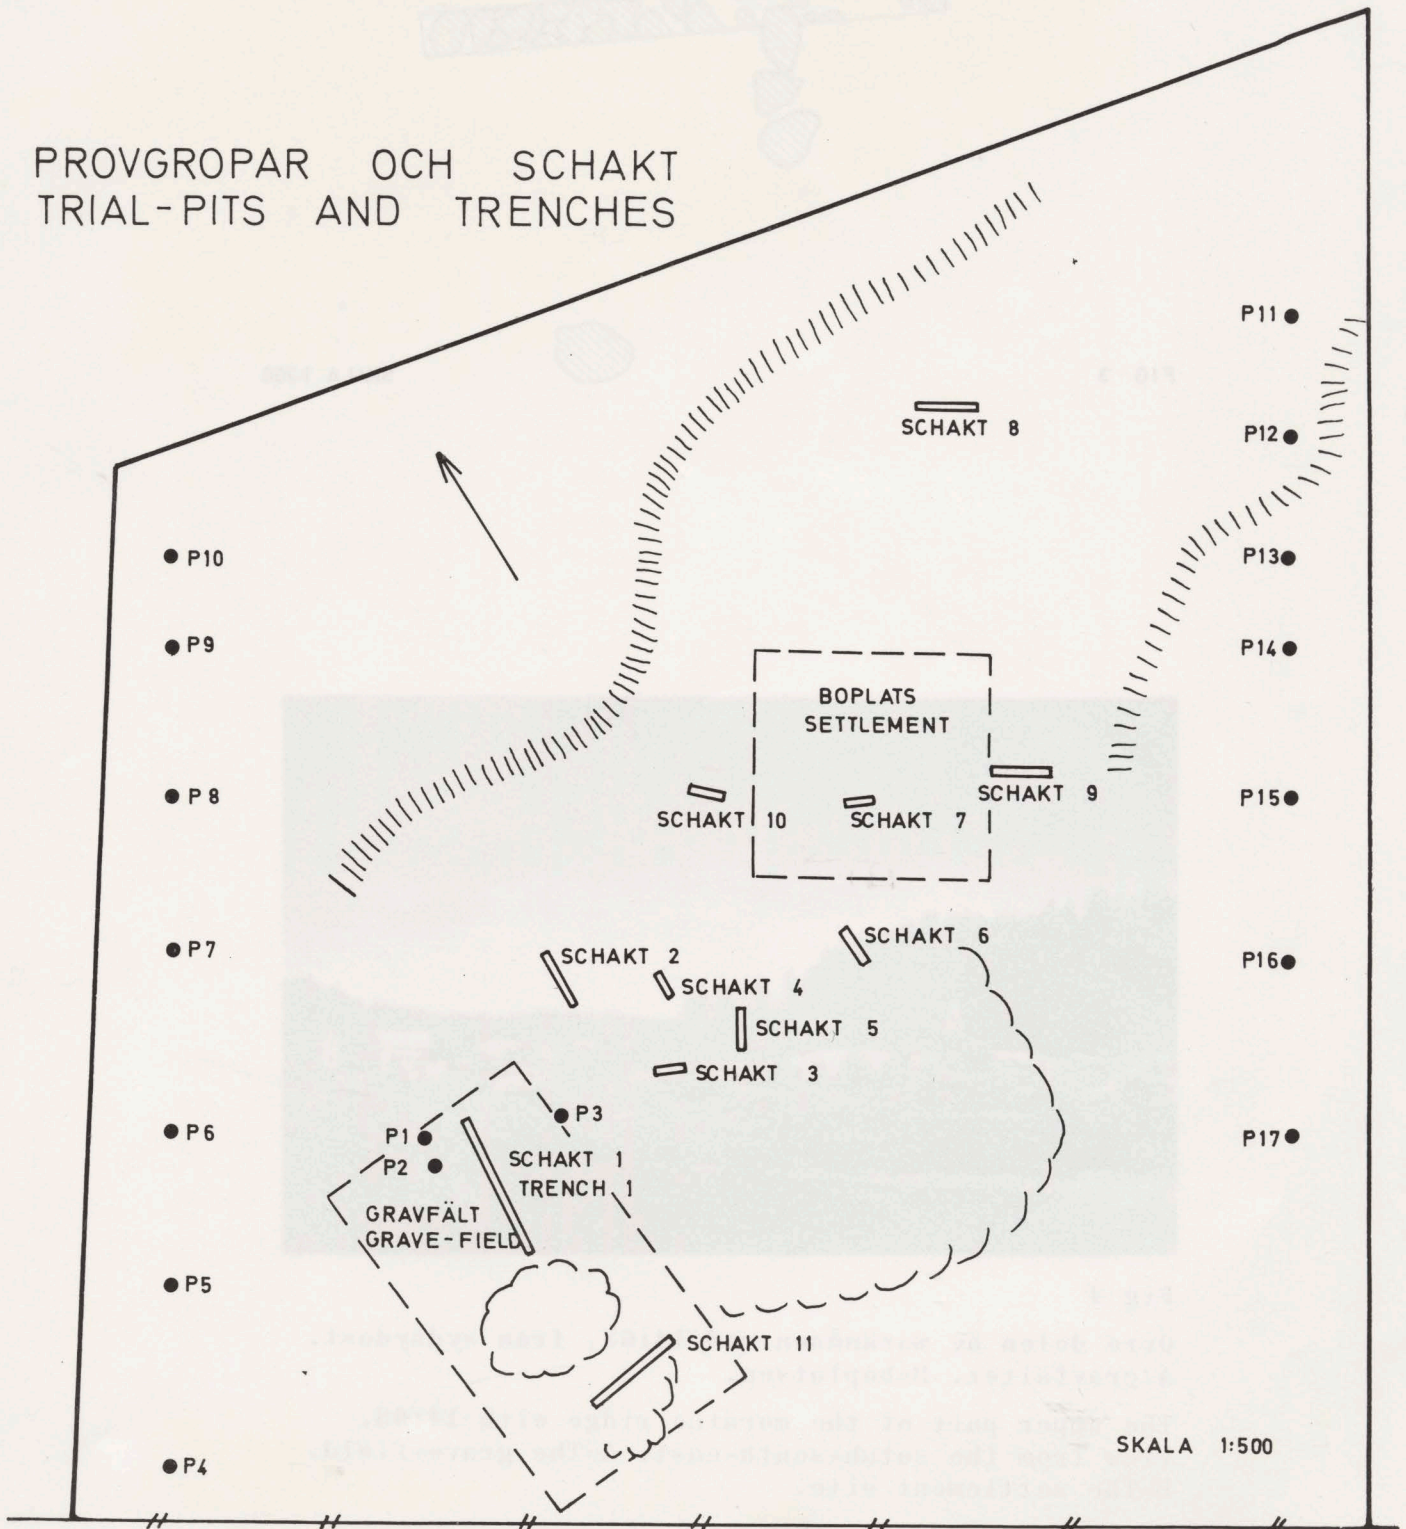 PROVGROPAR OCH SCHAKT
TRIAL-PITS AND TRENCHES
P11
SCHAKT 8
P12
P10
P13
P9
P14
BOPLATS
SETTLEMENT
P8
SCHAKT 10
SCHAKT 7
SCHAKT 9
P15
P7
SCHAKT 2
SCHAKT 6
P16
SCHAKT 4
SCHAKT 5
SCHAKT 3
P6
P1
P3
P17
P2
SCHAKT 1
TRENCH 1
GRAVFÄLT
GRAVE-FIELD
P5
SCHAKT 11
P4
SKALA 1:500